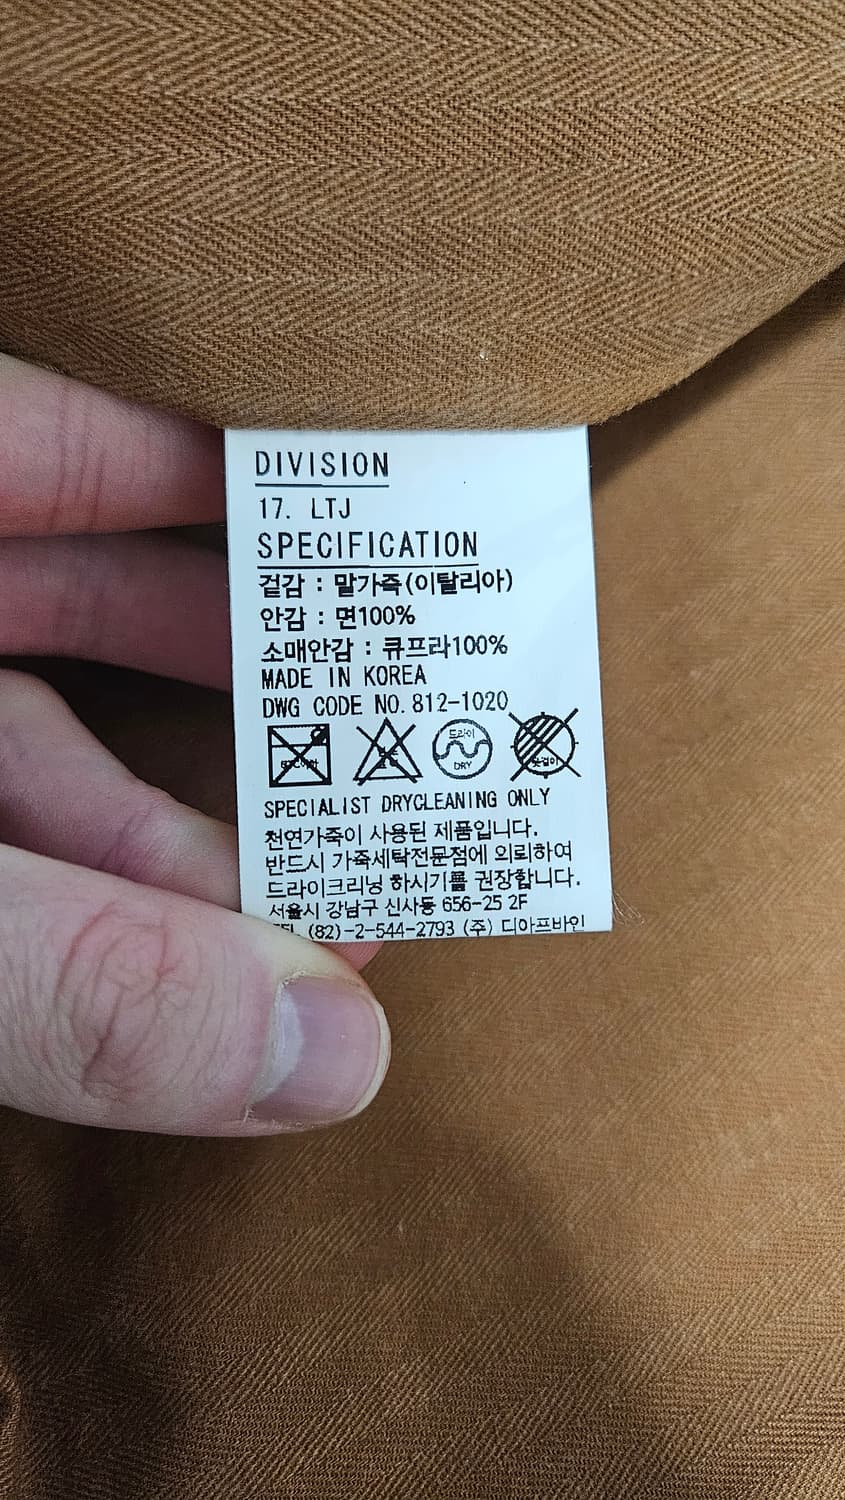 DIVISION
17. LTJ
SPECIFICATION
겉감 : 말가죽(이탈리아)
안감 : 면100%
소매안감 : 큐프라100%
MADE IN KOREA
DWG CODE NO. 812-1020
드라이
DRY
옷걸이
SPECIALIST DRYCLEANING ONLY
천연가죽이 사용된 제품입니다.
반드시 가죽세탁전문점에 의뢰하여
드라이크리닝 하시기를 권장합니다.
서울시 강남구 신사동 656-25 2F
TEL. (82)-2-544-2793 (주) 디아프바인